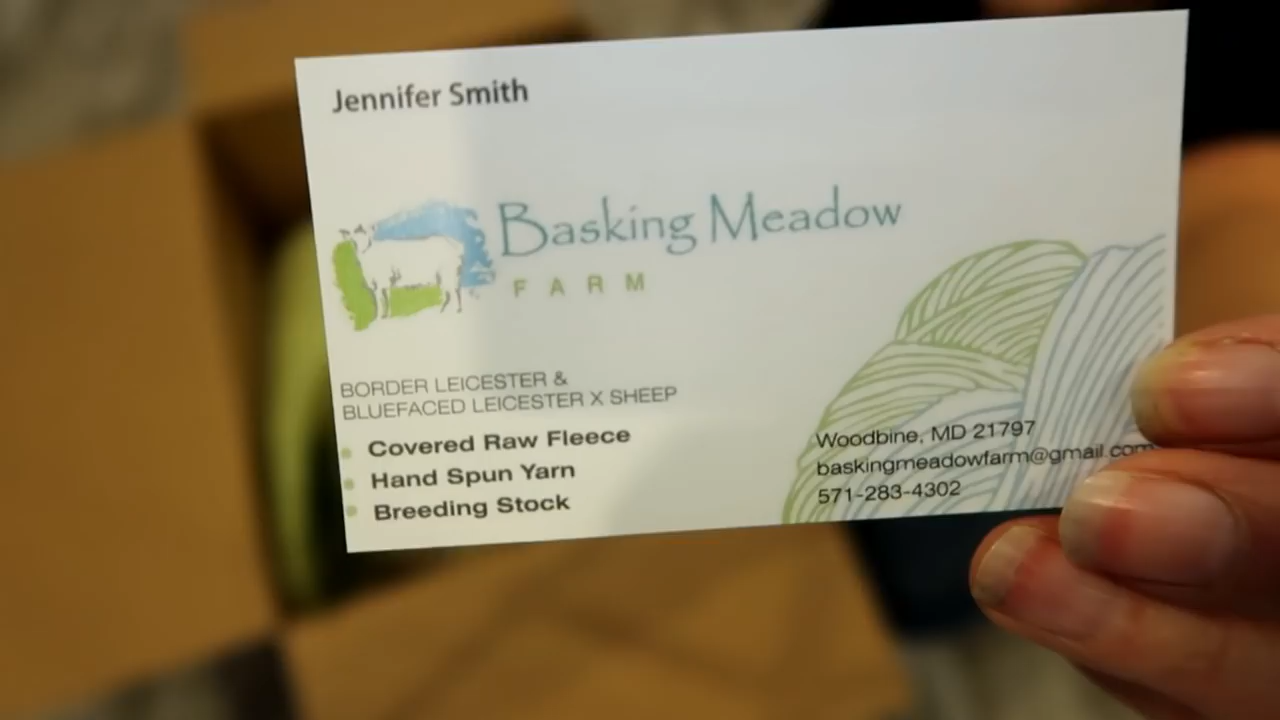 Jennifer Smith
Basking Meadow
FARM
BORDER LEICESTER &
BLUEFACED LEICESTER X SHEEP
Covered Raw Fleece
Hand Spun Yarn
Breeding Stock
Woodbine, MD 21797
baskingmeadowfarm@gmail.com
571-283-4302